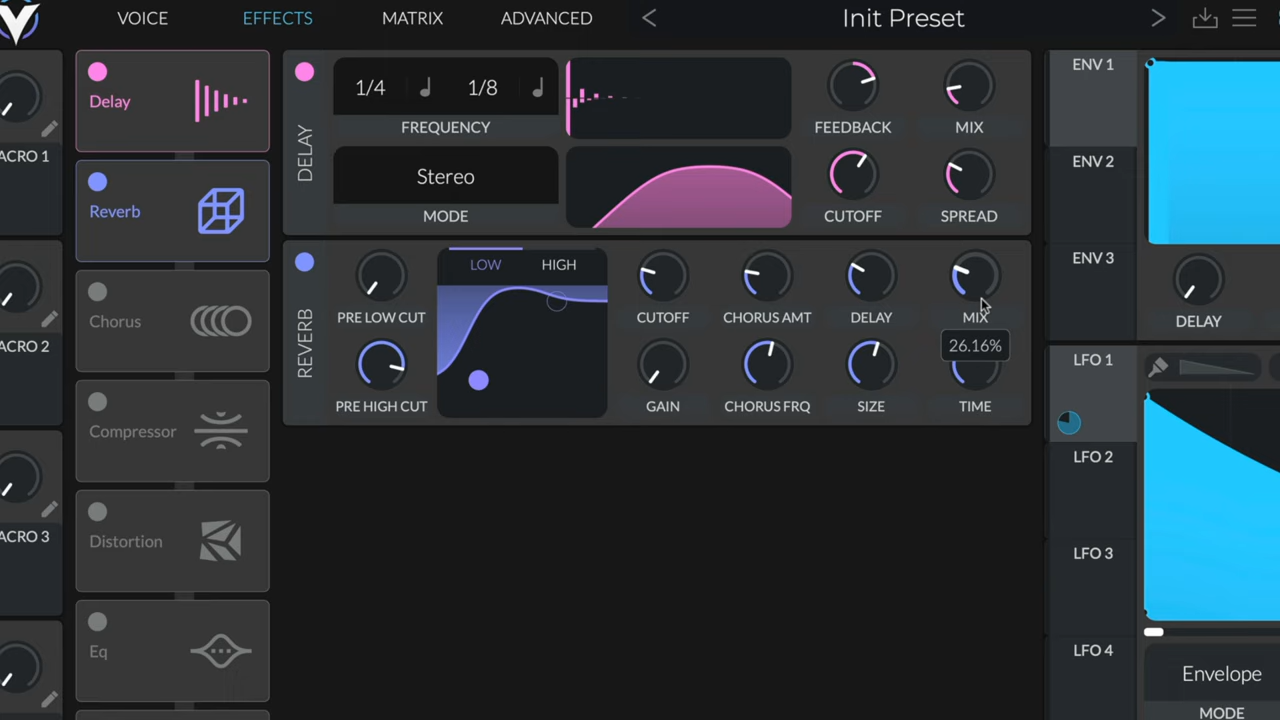 VOICE
EFFECTS
MATRIX
ADVANCED
Init Preset
ACRO 1
ACRO 2
ACRO 3
Delay
Reverb
Chorus
Compressor
Distortion
Eq
DELAY
1/4
1/8
FREQUENCY
Stereo
MODE
FEEDBACK
MIX
CUTOFF
SPREAD
REVERB
PRE LOW CUT
PRE HIGH CUT
LOW
HIGH
CUTOFF
CHORUS AMT
DELAY
MIX
26.16%
GAIN
CHORUS FRQ
SIZE
TIME
ENV 1
ENV 2
ENV 3
DELAY
LFO 1
LFO 2
LFO 3
LFO 4
Envelope
MODE